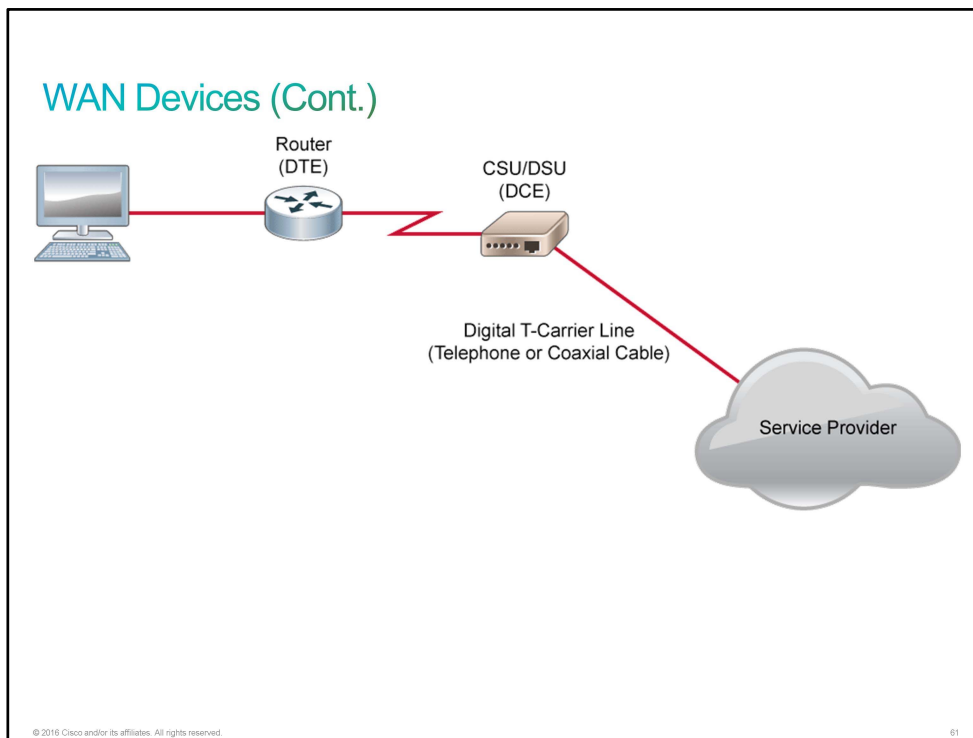 WAN Devices (Cont.)
Router
(DTE)
CSU/DSU
(DCE)
Digital T-Carrier Line
(Telephone or Coaxial Cable)
Service Provider
© 2016 Cisco and/or its affiliates. All rights reserved.
61